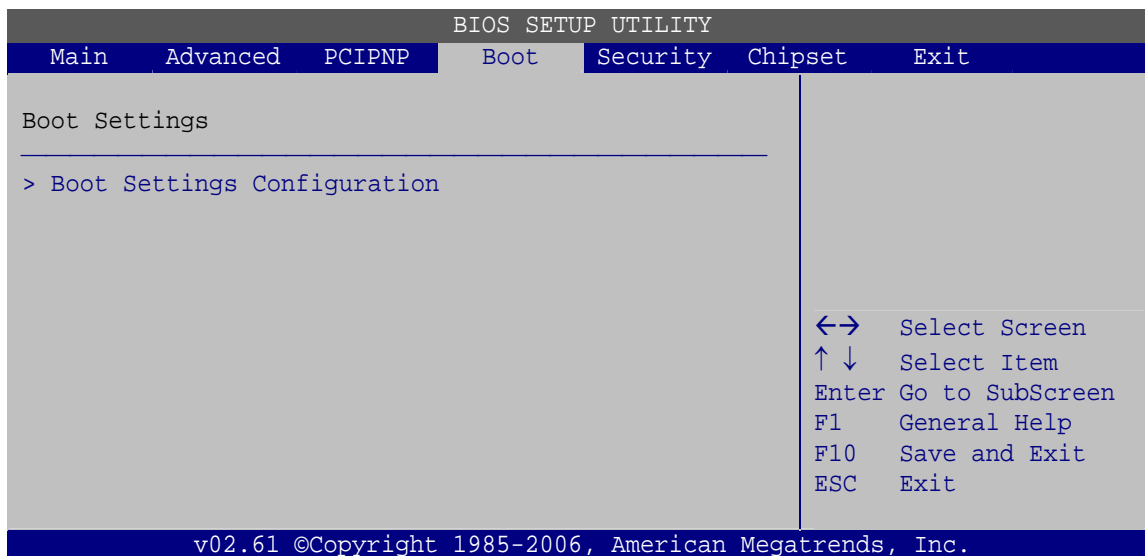 BIOS SETUP UTILITY
Main Advanced PCIPNP Boot Security Chipset Exit
Boot Settings
> Boot Settings Configuration
←→ Select Screen
↑ ↓ Select Item
Enter Go to SubScreen
F1 General Help
F10 Save and Exit
ESC Exit
v02.61 ©Copyright 1985-2006, American Megatrends, Inc.